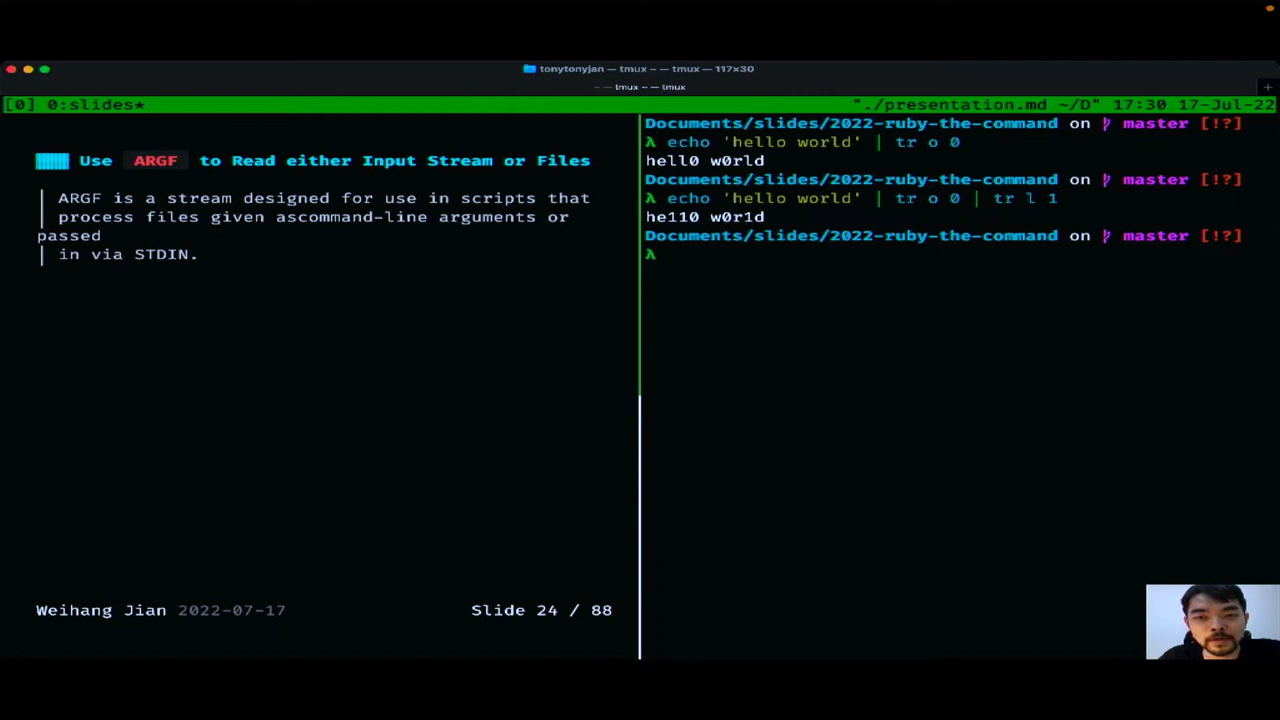 tonytonyjan — tmux - — tmux — 117×30
- — tmux — — tmux
[0] 0:slides* "./presentation.md ~/D" 17:30 17-Jul-22
Use ARGF to Read either Input Stream or Files
ARGF is a stream designed for use in scripts that
process files given ascommand-line arguments or
passed
in via STDIN.
Weihang Jian 2022-07-17 Slide 24 / 88
Documents/slides/2022-ruby-the-command on master [!?]
λ echo 'hello world' | tr o 0
hell0 w0rld
Documents/slides/2022-ruby-the-command on master [!?]
λ echo 'hello world' | tr o 0 | tr l 1
he110 w0r1d
Documents/slides/2022-ruby-the-command on master [!?]
λ